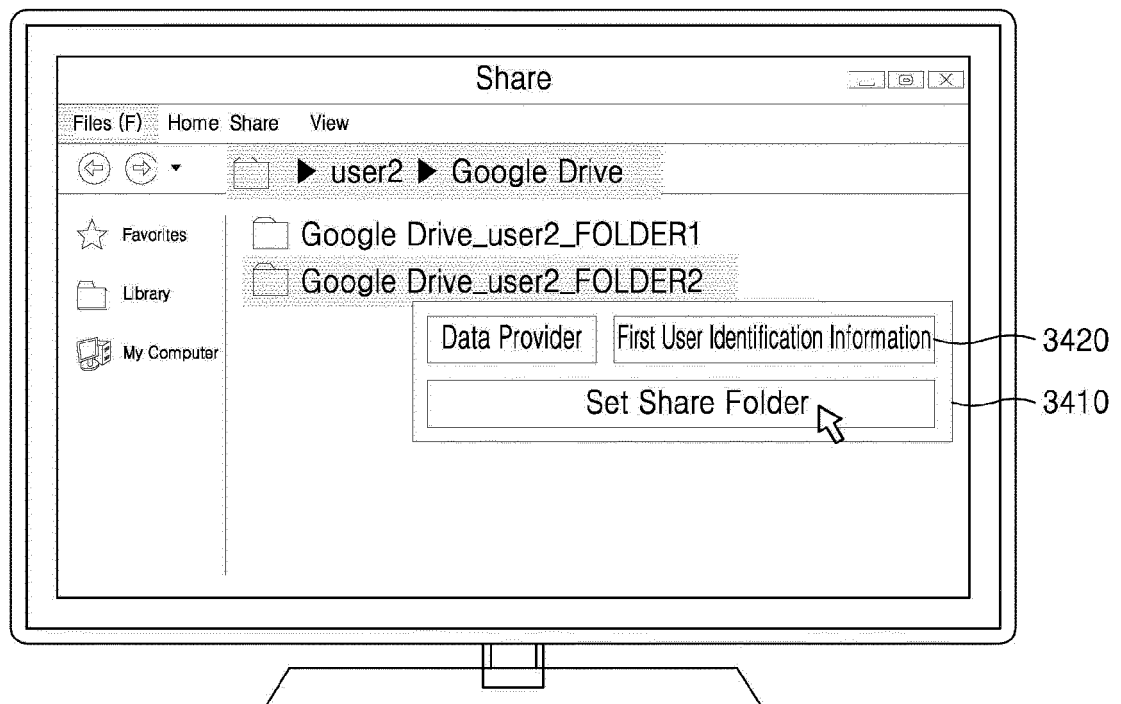 Share
Files (F) Home Share View
▶ user2 ▶ Google Drive
Favorites
Library
My Computer
Google Drive_user2_FOLDER1
Google Drive_user2_FOLDER2
Data Provider
First User Identification Information
3420
Set Share Folder
3410